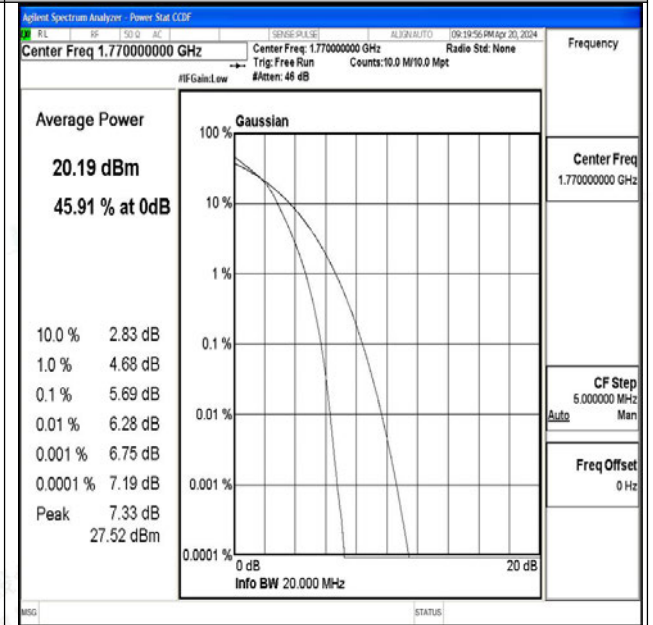 Agilent Spectrum Analyzer - Power Stat CCDF
RL RF 50 Ω AC SENSE:PULSE ALIGN AUTO 09:19:56 PM Apr 20, 2024
Center Freq 1.770000000 GHz
Center Freq: 1.770000000 GHz Radio Std: None
Trig: Free Run Counts:10.0 M/10.0 Mpt
#IFGain:Low #Atten: 46 dB
Frequency
Average Power
20.19 dBm
45.91 % at 0dB
10.0 % 2.83 dB
1.0 % 4.68 dB
0.1 % 5.69 dB
0.01 % 6.28 dB
0.001 % 6.75 dB
0.0001 % 7.19 dB
Peak 7.33 dB
27.52 dBm
Gaussian
100 %
10 %
1 %
0.1 %
0.01 %
0.001 %
0.0001 %
0 dB 20 dB
Info BW 20.000 MHz
Center Freq
1.770000000 GHz
CF Step
5.000000 MHz
Auto Man
Freq Offset
0 Hz
MSG STATUS